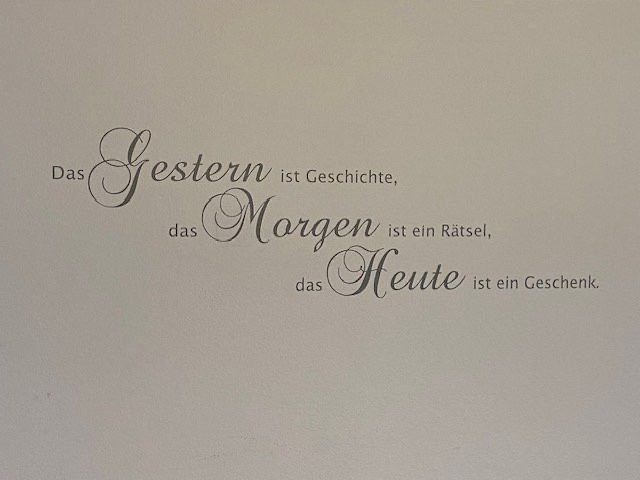 Das Gestern ist Geschichte,
das Morgen ist ein Rätsel,
das Heute ist ein Geschenk.